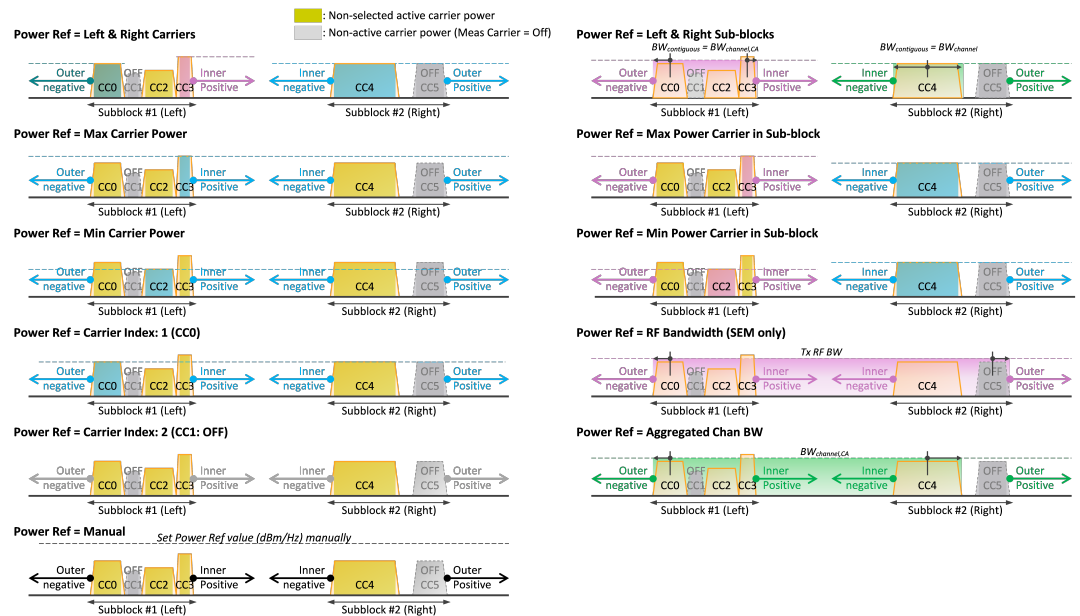 : Non-selected active carrier power
: Non-active carrier power (Meas Carrier = Off)
Power Ref = Left & Right Carriers
Outer
negative
CC0
OFF
CC1
CC2
CC3
Inner
Positive
Inner
negative
CC4
OFF
CC5
Outer
Positive
Subblock #1 (Left)
Subblock #2 (Right)
Power Ref = Max Carrier Power
Outer
negative
CC0
OFF
CC1
CC2
CC3
Inner
Positive
Inner
negative
CC4
OFF
CC5
Outer
Positive
Subblock #1 (Left)
Subblock #2 (Right)
Power Ref = Min Carrier Power
Outer
negative
CC0
OFF
CC1
CC2
CC3
Inner
Positive
Inner
negative
CC4
OFF
CC5
Outer
Positive
Subblock #1 (Left)
Subblock #2 (Right)
Power Ref = Carrier Index: 1 (CC0)
Outer
negative
CC0
OFF
CC1
CC2
CC3
Inner
Positive
Inner
negative
CC4
OFF
CC5
Outer
Positive
Subblock #1 (Left)
Subblock #2 (Right)
Power Ref = Carrier Index: 2 (CC1: OFF)
Outer
negative
CC0
OFF
CC1
CC2
CC3
Inner
Positive
Inner
negative
CC4
OFF
CC5
Outer
Positive
Subblock #1 (Left)
Subblock #2 (Right)
Power Ref = Manual
Set Power Ref value (dBm/Hz) manually
Outer
negative
CC0
OFF
CC1
CC2
CC3
Inner
Positive
Inner
negative
CC4
OFF
CC5
Outer
Positive
Subblock #1 (Left)
Subblock #2 (Right)
Power Ref = Left & Right Sub-blocks
BWcontiguous = BWchannel,CA
BWcontiguous = BWchannel
Outer
negative
CC0
OFF
CC1
CC2
CC3
Inner
Positive
Inner
negative
CC4
OFF
CC5
Outer
Positive
Subblock #1 (Left)
Subblock #2 (Right)
Power Ref = Max Power Carrier in Sub-block
Outer
negative
CC0
OFF
CC1
CC2
CC3
Inner
Positive
Inner
negative
CC4
OFF
CC5
Outer
Positive
Subblock #1 (Left)
Subblock #2 (Right)
Power Ref = Min Power Carrier in Sub-block
Outer
negative
CC0
OFF
CC1
CC2
CC3
Inner
Positive
Inner
negative
CC4
OFF
CC5
Outer
Positive
Subblock #1 (Left)
Subblock #2 (Right)
Power Ref = RF Bandwidth (SEM only)
Tx RF BW
Outer
negative
CC0
OFF
CC1
CC2
CC3
Inner
Positive
Inner
negative
CC4
OFF
CC5
Outer
Positive
Subblock #1 (Left)
Subblock #2 (Right)
Power Ref = Aggregated Chan BW
BWchannel,CA
Outer
negative
CC0
OFF
CC1
CC2
CC3
Inner
Positive
Inner
negative
CC4
OFF
CC5
Outer
Positive
Subblock #1 (Left)
Subblock #2 (Right)